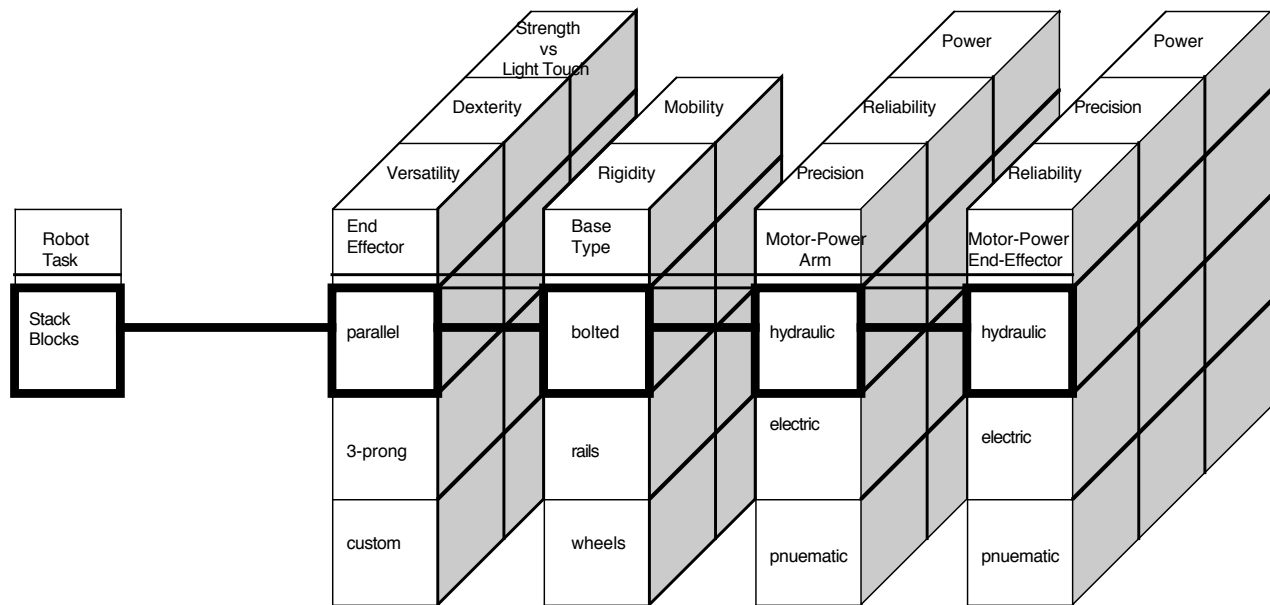 Strength
vs
Light Touch
Power
Power
Dexterity
Mobility
Reliability
Precision
Versatility
Rigidity
Precision
Reliability
Robot
Task
End
Effector
Base
Type
Motor-Power
Arm
Motor-Power
End-Effector
Stack
Blocks
parallel
bolted
hydraulic
hydraulic
3-prong
rails
electric
electric
custom
wheels
pnuematic
pnuematic